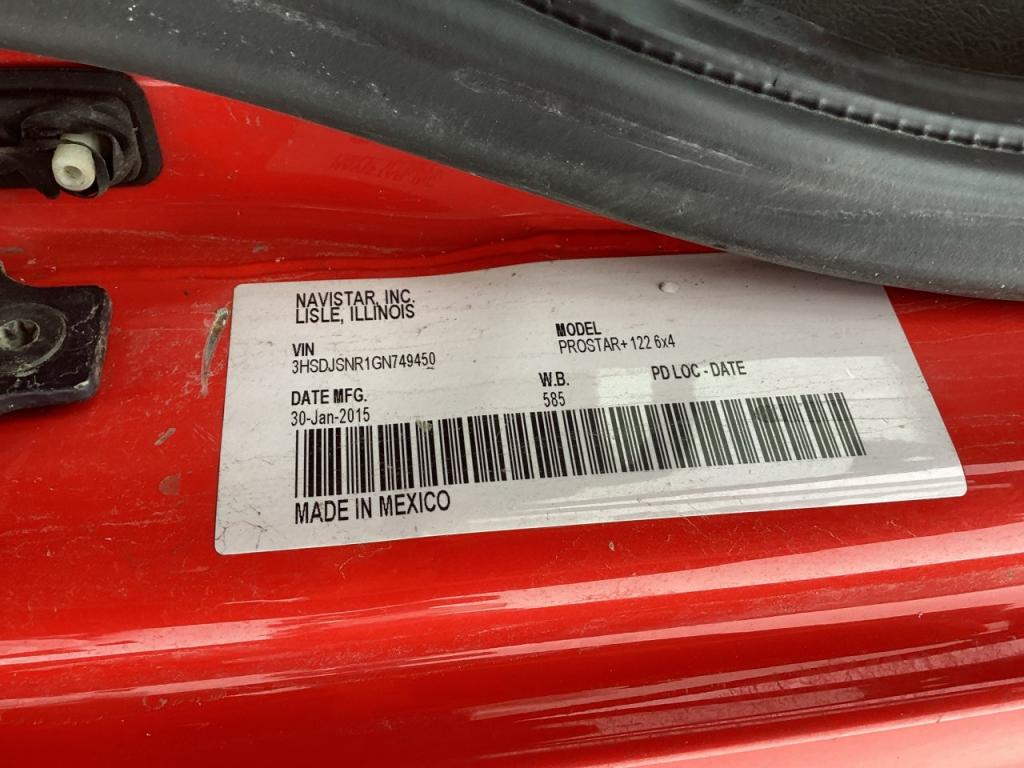 NAVISTAR, INC.
LISLE, ILLINOIS
VIN
3HSDJSNR1GN749450
MODEL
PROSTAR+ 122 6x4
DATE MFG.
30-Jan-2015
W.B.
585
PD LOC - DATE
MADE IN MEXICO